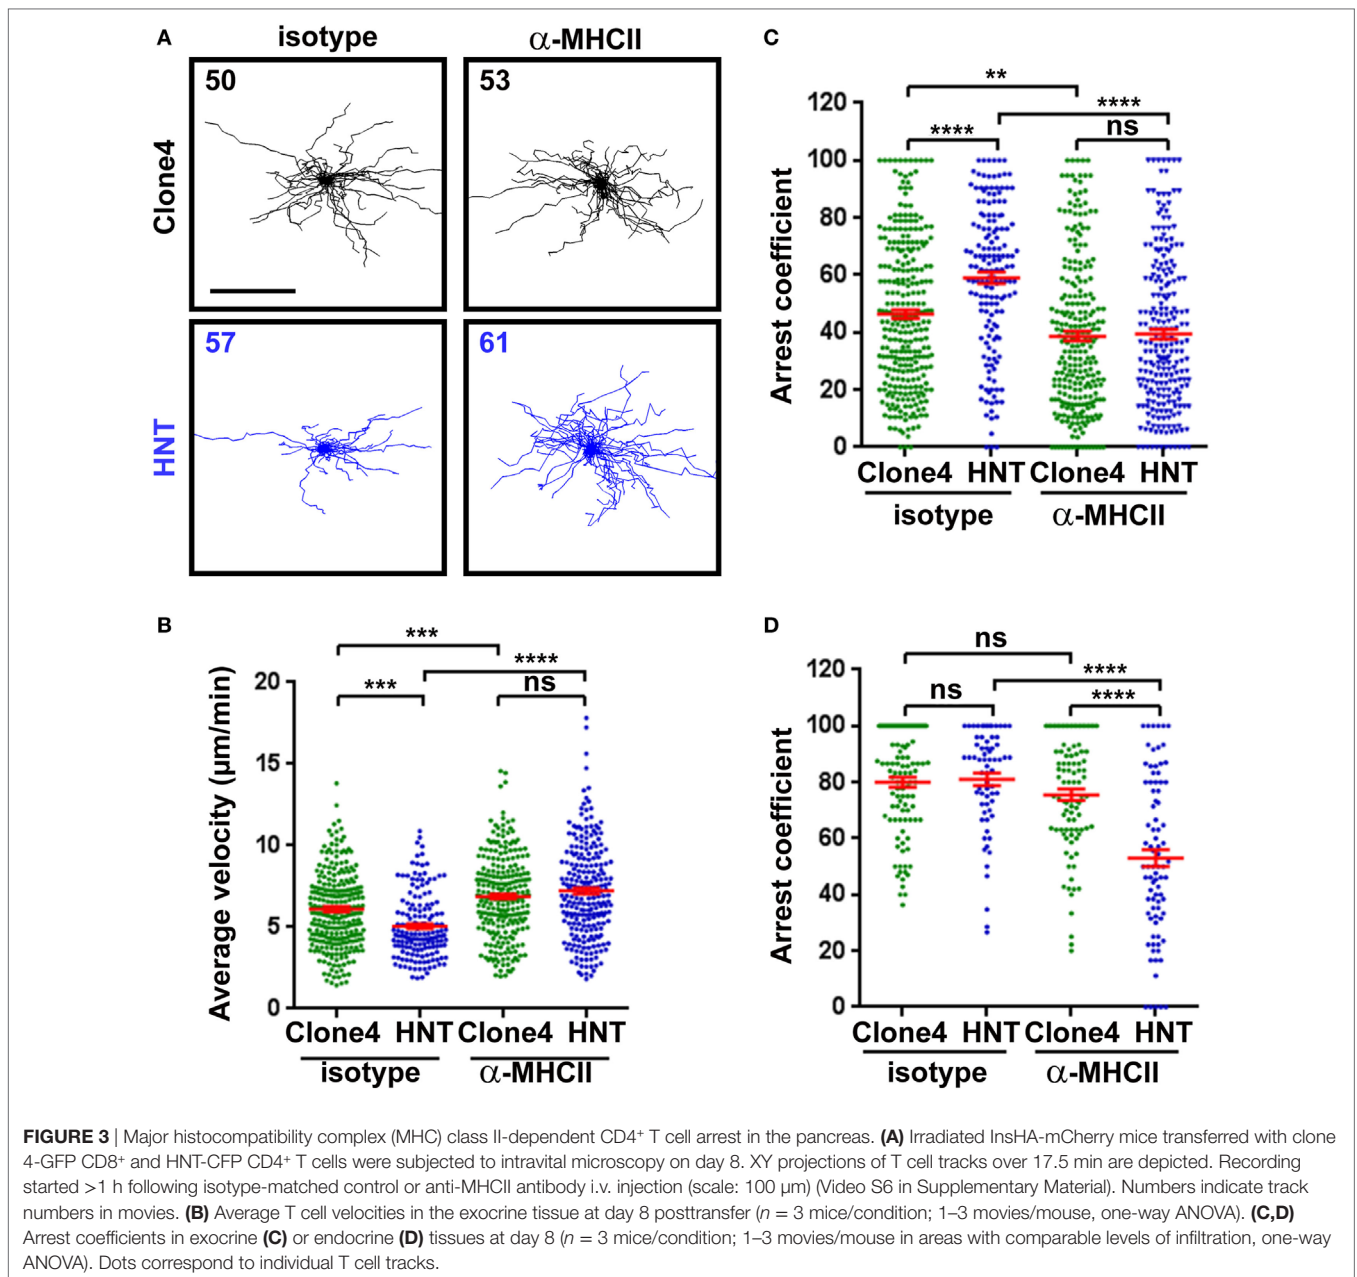 A
isotype
α-MHCII
Clone4
50
53
HNT
57
61
C
**
****
****
ns
Arrest coefficient
120
100
80
60
40
20
0
Clone4 HNT Clone4 HNT
isotype
α-MHCII
B
***
****
***
ns
Average velocity (µm/min)
20
15
10
5
0
Clone4 HNT Clone4 HNT
isotype
α-MHCII
D
ns
****
ns
****
Arrest coefficient
120
100
80
60
40
20
0
Clone4 HNT Clone4 HNT
isotype
α-MHCII
FIGURE 3 | Major histocompatibility complex (MHC) class II-dependent CD4⁺ T cell arrest in the pancreas. (A) Irradiated InsHA-mCherry mice transferred with clone
4-GFP CD8⁺ and HNT-CFP CD4⁺ T cells were subjected to intravital microscopy on day 8. XY projections of T cell tracks over 17.5 min are depicted. Recording
started >1 h following isotype-matched control or anti-MHCII antibody i.v. injection (scale: 100 µm) (Video S6 in Supplementary Material). Numbers indicate track
numbers in movies. (B) Average T cell velocities in the exocrine tissue at day 8 posttransfer (n = 3 mice/condition; 1–3 movies/mouse, one-way ANOVA). (C,D)
Arrest coefficients in exocrine (C) or endocrine (D) tissues at day 8 (n = 3 mice/condition; 1–3 movies/mouse in areas with comparable levels of infiltration, one-way
ANOVA). Dots correspond to individual T cell tracks.